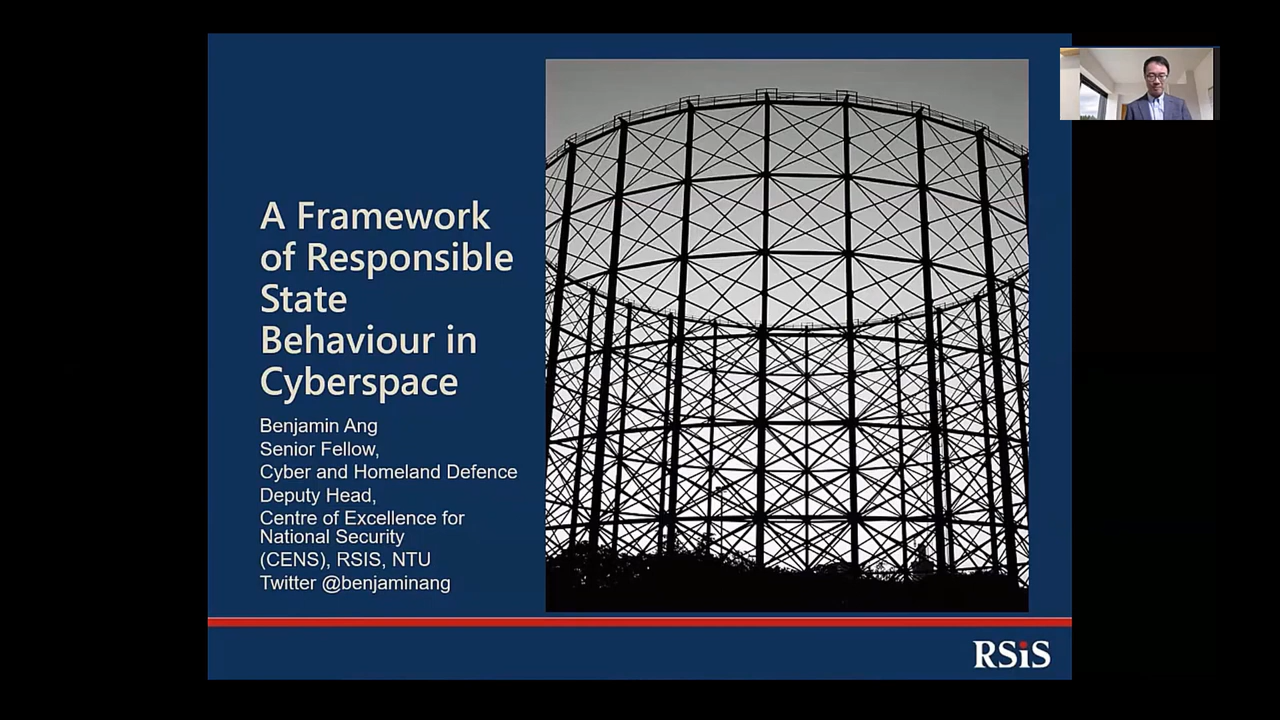 A Framework
of Responsible
State
Behaviour in
Cyberspace
Benjamin Ang
Senior Fellow,
Cyber and Homeland Defence
Deputy Head,
Centre of Excellence for
National Security
(CENS), RSIS, NTU
Twitter @benjaminang
RSiS